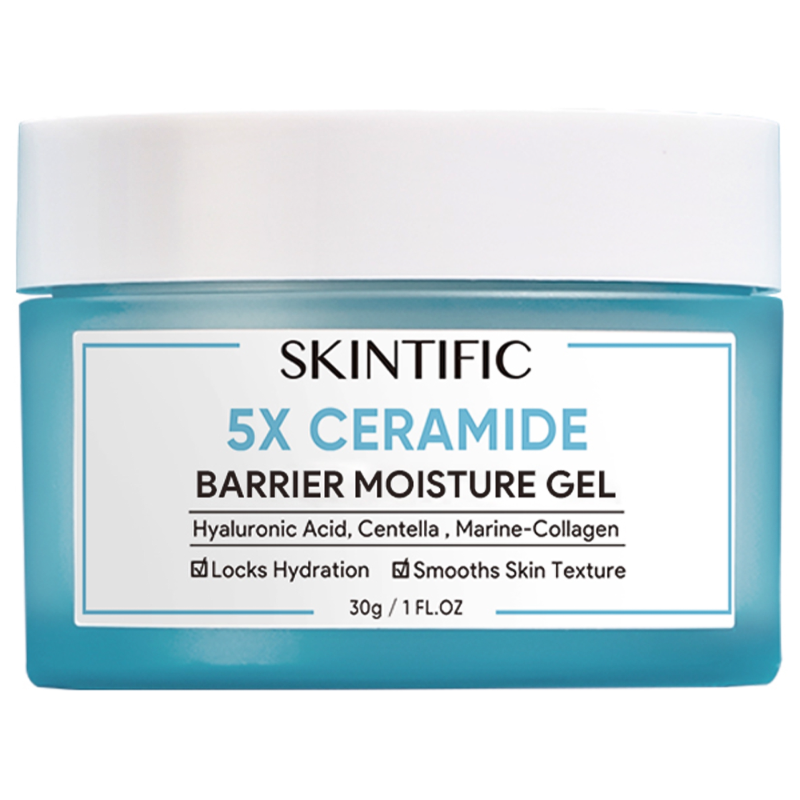 SKINTIFIC
5X CERAMIDE
BARRIER MOISTURE GEL
Hyaluronic Acid, Centella , Marine-Collagen
☑Locks Hydration ☑Smooths Skin Texture
30g / 1 FL.OZ